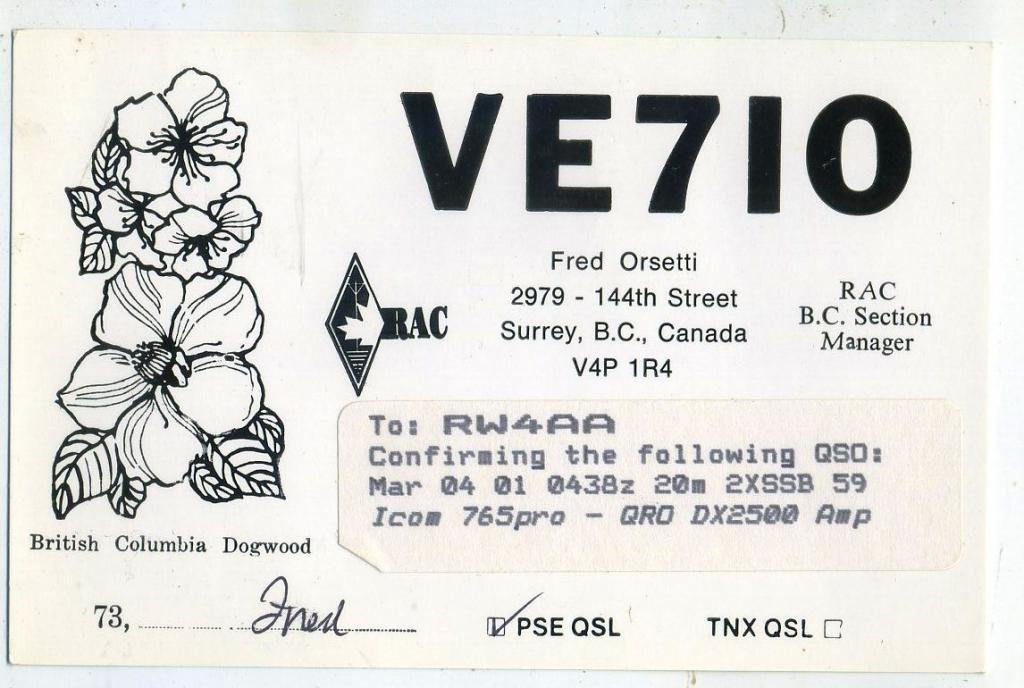 VE7IO
Fred Orsetti
2979 - 144th Street
Surrey, B.C., Canada
V4P 1R4
RAC
RAC
B.C. Section
Manager
To: RW4AA
Confirming the following QSO:
Mar 04 01 0438z 20m 2XSSB 59
Icom 765pro - QRO DX2500 Amp
British Columbia Dogwood
73, Fred
PSE QSL
TNX QSL